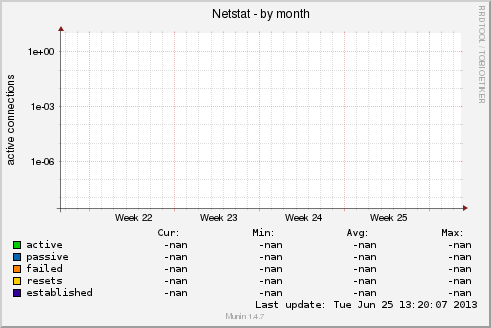 Netstat - by month
RRDTOOL / TOBI OETIKER
active connections
1e+00
1e-03
1e-06
Week 22 Week 23 Week 24 Week 25
Cur: Min: Avg: Max:
active -nan -nan -nan -nan
passive -nan -nan -nan -nan
failed -nan -nan -nan -nan
resets -nan -nan -nan -nan
established -nan -nan -nan -nan
Last update: Tue Jun 25 13:20:07 2013
Munin 1.4.7